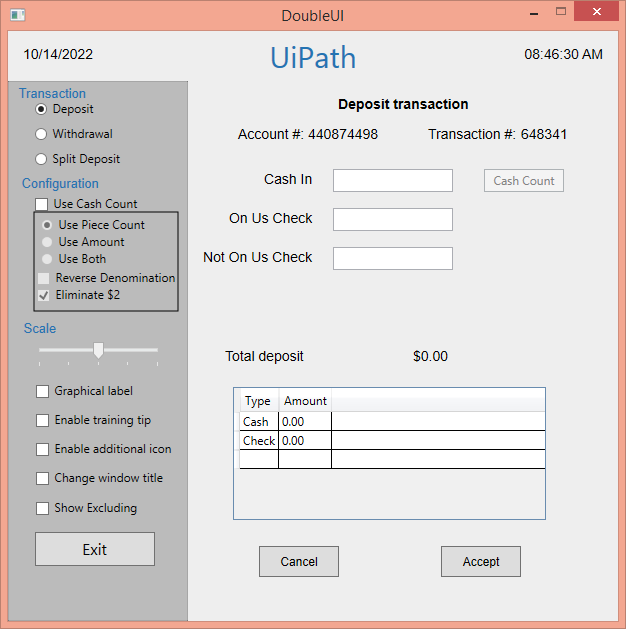 DoubleUI
10/14/2022
UiPath
08:46:30 AM
Transaction
Deposit
Withdrawal
Split Deposit
Configuration
Use Cash Count
Use Piece Count
Use Amount
Use Both
Reverse Denomination
Eliminate $2
Scale
Graphical label
Enable training tip
Enable additional icon
Change window title
Show Excluding
Exit
Deposit transaction
Account #: 440874498 Transaction #: 648341
Cash In Cash Count
On Us Check
Not On Us Check
Total deposit $0.00
Type Amount
Cash 0.00
Check 0.00
Cancel Accept